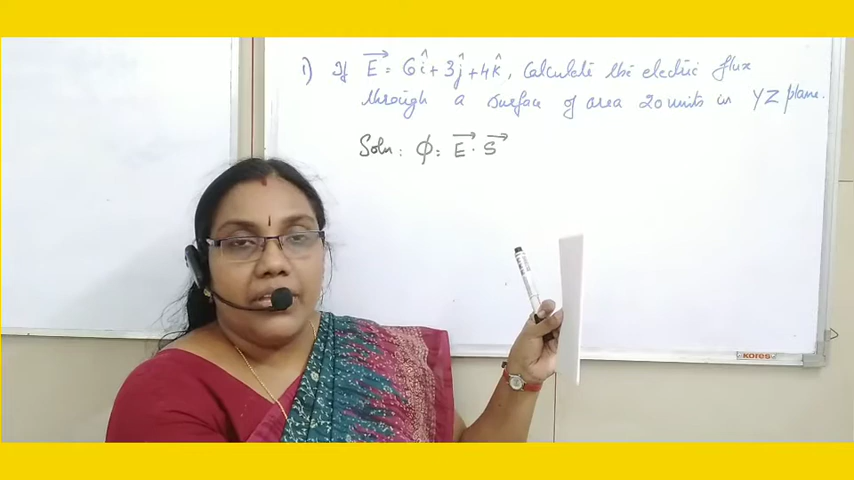 1) If E⃗ = 6î + 3ĵ + 4k̂, Calculate the electric flux
through a surface of area 20 units in YZ plane.
Soln: ϕ = E⃗ · S⃗
kores